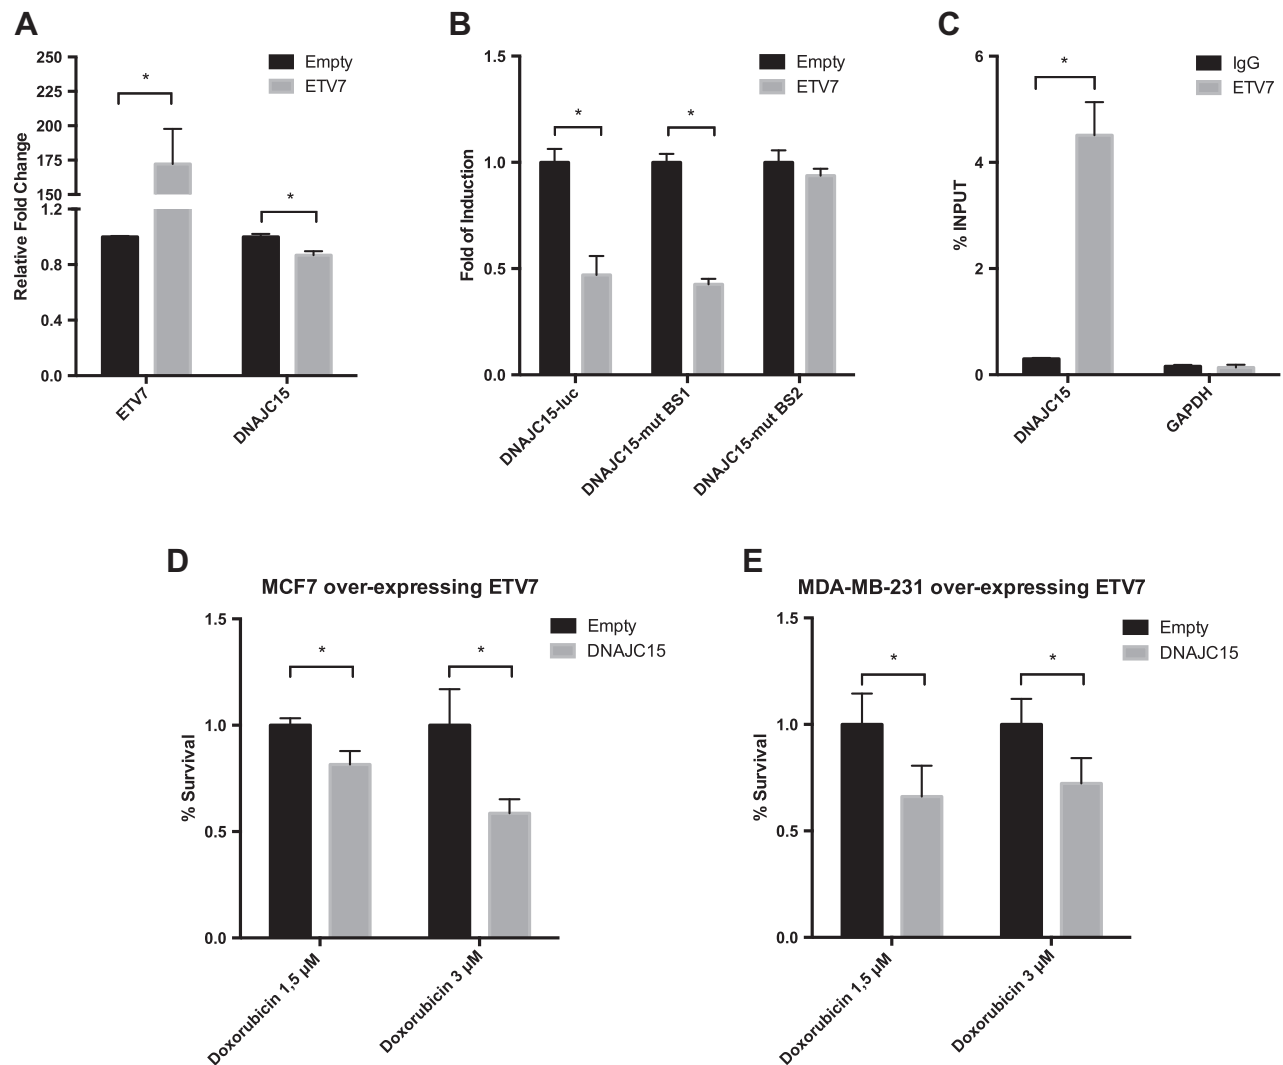 A
250
225
200
175
150
1.2
0.8
0.4
0.0
Relative Fold Change
*
*
Empty
ETV7
ETV7
DNAJC15
B
1.5
1.0
0.5
0.0
Fold of Induction
*
*
Empty
ETV7
DNAJC15-luc
DNAJC15-mut BS1
DNAJC15-mut BS2
C
6
4
2
0
% INPUT
*
IgG
ETV7
DNAJC15
GAPDH
D
MCF7 over-expressing ETV7
1.5
1.0
0.5
0.0
% Survival
*
*
Empty
DNAJC15
Doxorubicin 1,5 µM
Doxorubicin 3 µM
E
MDA-MB-231 over-expressing ETV7
1.5
1.0
0.5
0.0
% Survival
*
*
Empty
DNAJC15
Doxorubicin 1,5 µM
Doxorubicin 3 µM